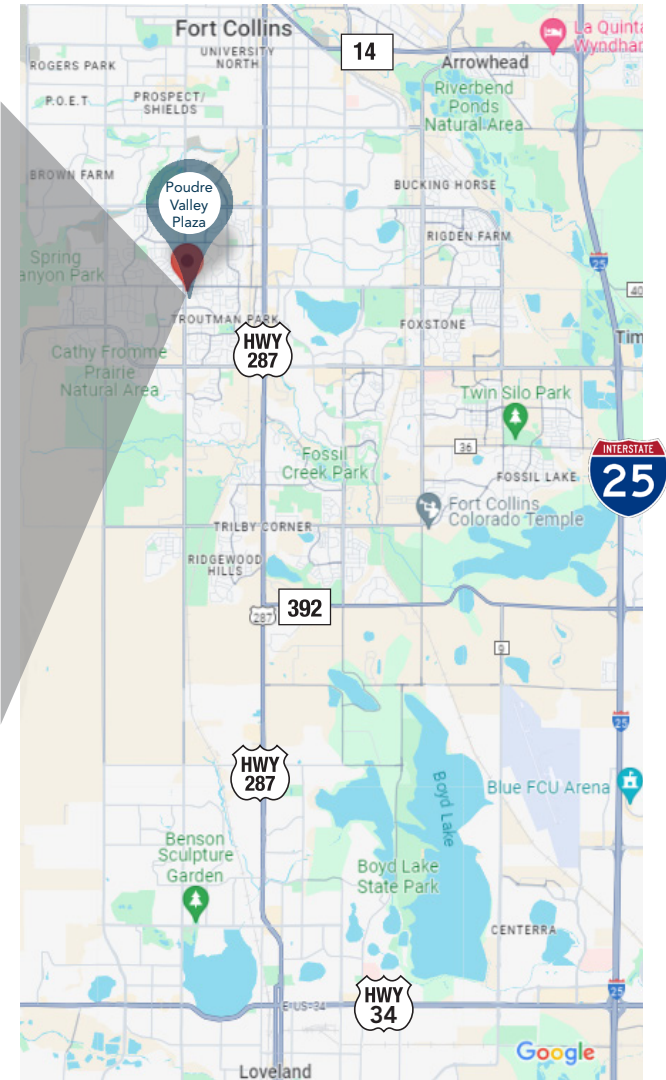 Fort Collins
UNIVERSITY
NORTH
14
La Quinta
Wyndhar
Arrowhead
ROGERS PARK
P.O.E.T
PROSPECT/
SHIELDS
Riverbend
Ponds
Natural Area
BROWN FARM
Poudre
Valley
Plaza
BUCKING HORSE
RIGDEN FARM
Spring
anyon Park
25
40
TROUTMAN PARK
FOXSTONE
Tim
HWY
287
Cathy Fromme
Prairie
Natural Area
Twin Silo Park
36
Fossil
Creek Park
INTERSTATE
25
FOSSIL LAKE
Fort Collins
Colorado Temple
TRILBY CORNER
RIDGEWOOD
HILLS
287
392
9
25
HWY
287
Boyd Lake
Blue FCU Arena
Benson
Sculpture
Garden
Boyd Lake
State Park
CENTERRA
25
E-US-34
HWY
34
Google
Loveland